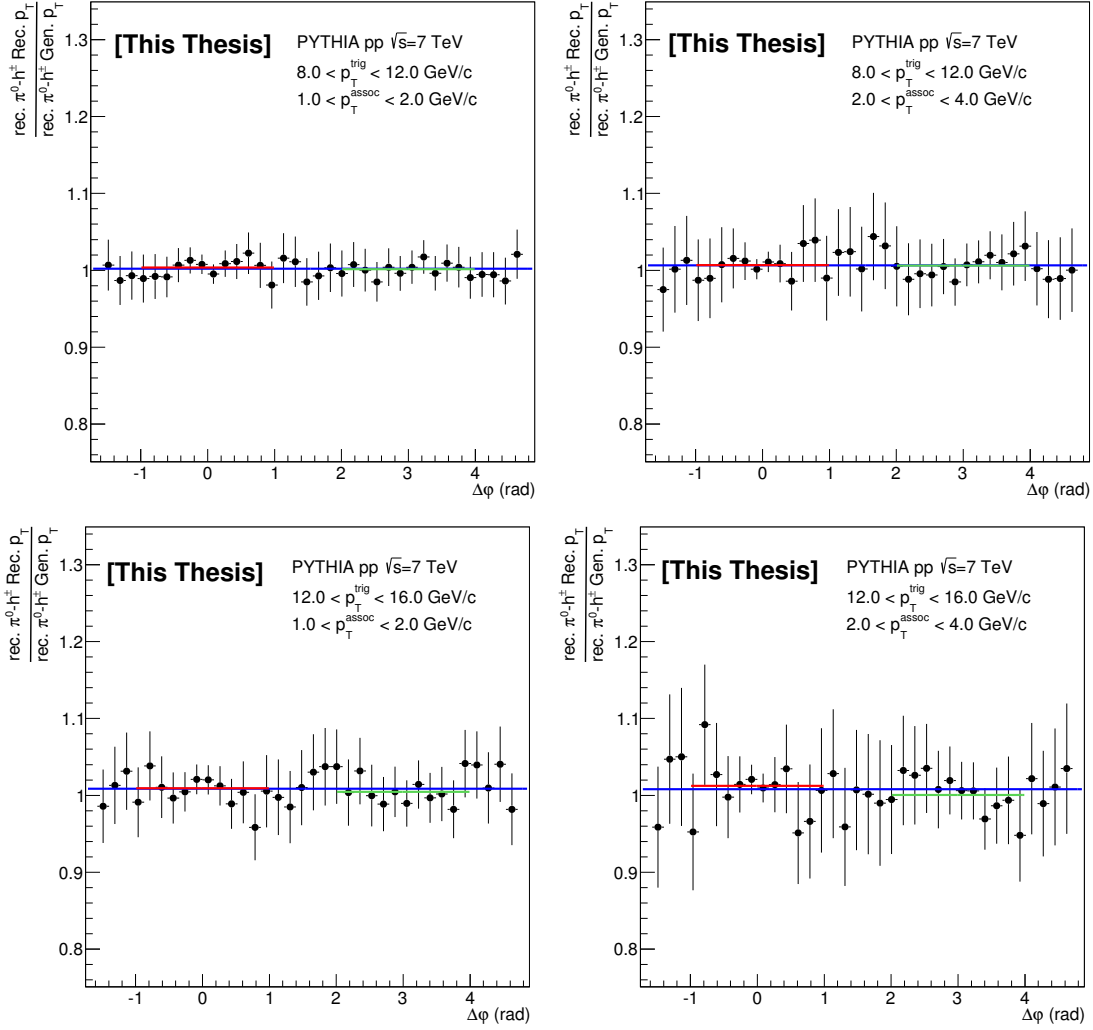 rec. π⁰-h± Rec. p_T
rec. π⁰-h± Gen. p_T
[This Thesis]
PYTHIA pp √s=7 TeV
8.0 < p_T^trig < 12.0 GeV/c
1.0 < p_T^assoc < 2.0 GeV/c
1.3
1.2
1.1
1
0.9
0.8
-1 0 1 2 3 4
Δφ (rad)
rec. π⁰-h± Rec. p_T
rec. π⁰-h± Gen. p_T
[This Thesis]
PYTHIA pp √s=7 TeV
8.0 < p_T^trig < 12.0 GeV/c
2.0 < p_T^assoc < 4.0 GeV/c
1.3
1.2
1.1
1
0.9
0.8
-1 0 1 2 3 4
Δφ (rad)
rec. π⁰-h± Rec. p_T
rec. π⁰-h± Gen. p_T
[This Thesis]
PYTHIA pp √s=7 TeV
12.0 < p_T^trig < 16.0 GeV/c
1.0 < p_T^assoc < 2.0 GeV/c
1.3
1.2
1.1
1
0.9
0.8
-1 0 1 2 3 4
Δφ (rad)
rec. π⁰-h± Rec. p_T
rec. π⁰-h± Gen. p_T
[This Thesis]
PYTHIA pp √s=7 TeV
12.0 < p_T^trig < 16.0 GeV/c
2.0 < p_T^assoc < 4.0 GeV/c
1.3
1.2
1.1
1
0.9
0.8
-1 0 1 2 3 4
Δφ (rad)